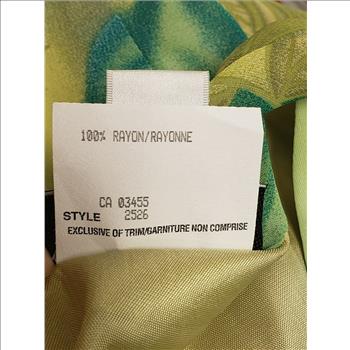 100% RAYON/RAYONNE
CA 03455
STYLE 2526
EXCLUSIVE OF TRIM/GARNITURE NON COMPRISE